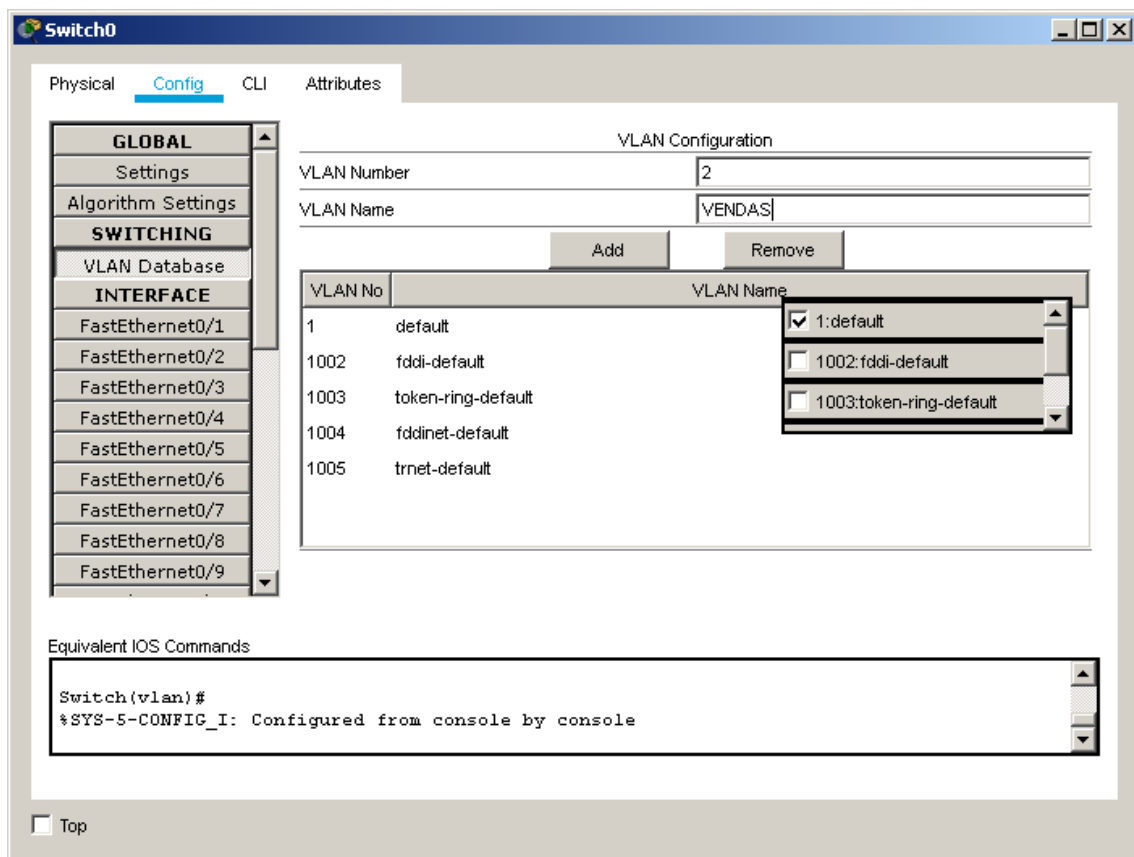 Switch0
Physical Config CLI Attributes
GLOBAL
Settings
Algorithm Settings
SWITCHING
VLAN Database
INTERFACE
FastEthernet0/1
FastEthernet0/2
FastEthernet0/3
FastEthernet0/4
FastEthernet0/5
FastEthernet0/6
FastEthernet0/7
FastEthernet0/8
FastEthernet0/9
VLAN Configuration
VLAN Number 2
VLAN Name VENDAS
Add Remove
VLAN No VLAN Name
1 default
1002 fddi-default
1003 token-ring-default
1004 fddinet-default
1005 trnet-default
1:default
1002:fddi-default
1003:token-ring-default
Equivalent IOS Commands
Switch(vlan)#
%SYS-5-CONFIG_I: Configured from console by console
Top